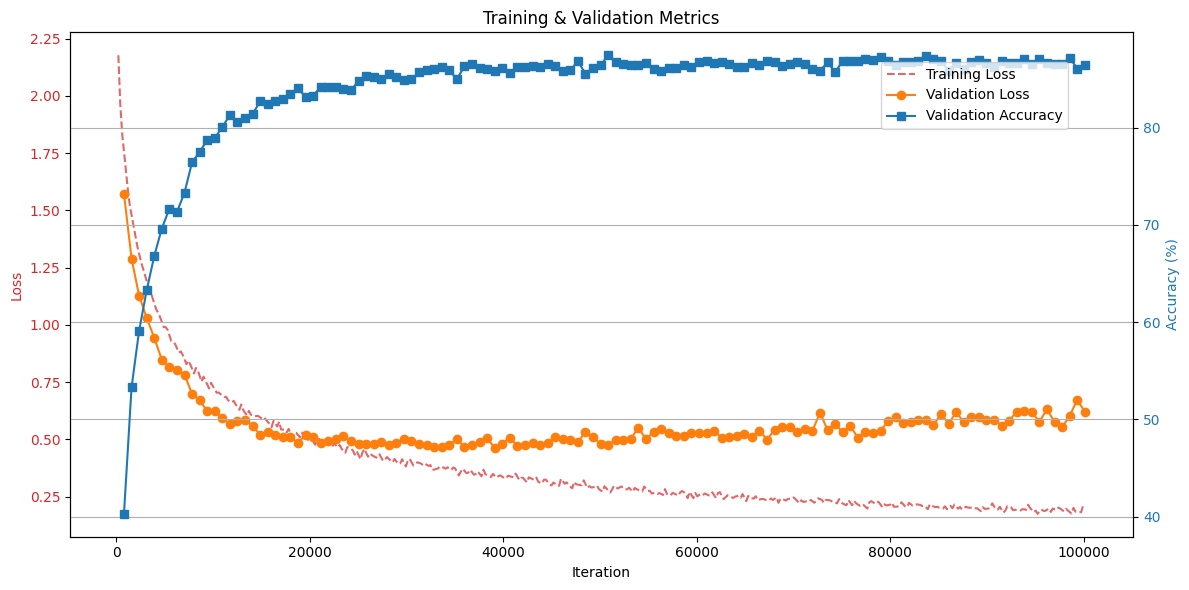 Training & Validation Metrics
2.25
2.00
1.75
1.50
1.25
1.00
0.75
0.50
0.25
Loss
Training Loss
Validation Loss
Validation Accuracy
80
70
60
50
40
Accuracy (%)
0
20000
40000
60000
80000
100000
Iteration